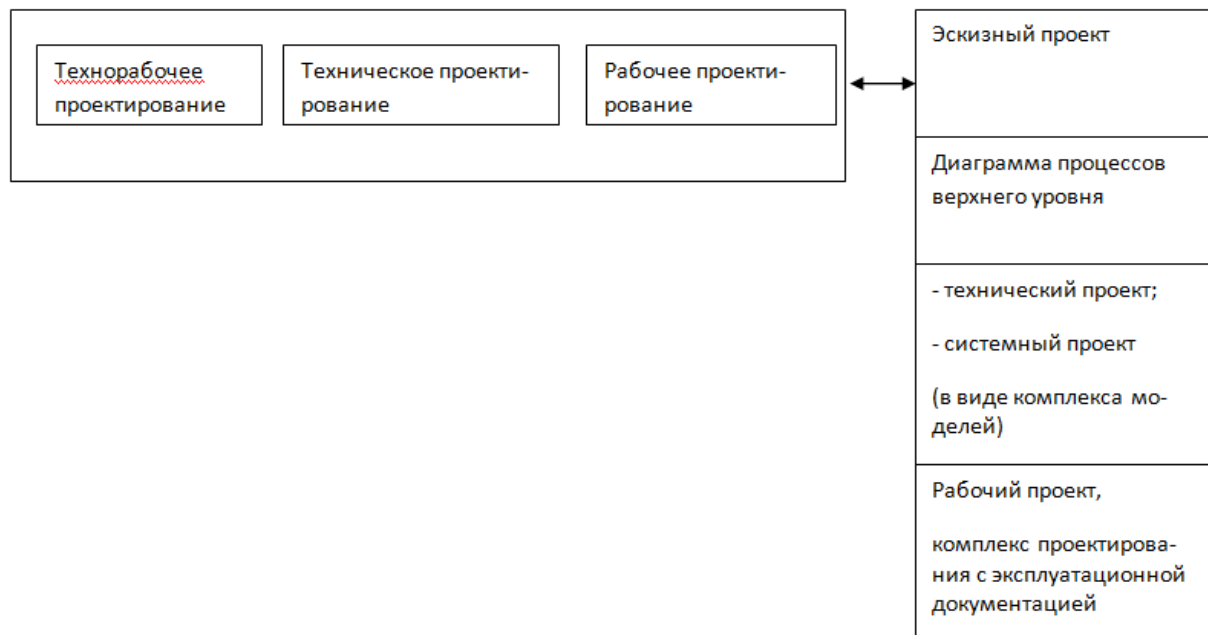 Технорабочее
проектирование
Техническое проекти-
рование
Рабочее проекти-
рование
Эскизный проект
Диаграмма процессов
верхнего уровня
- технический проект;
- системный проект
(в виде комплекса мо-
делей)
Рабочий проект,
комплекс проектирова-
ния с эксплуатационной
документацией